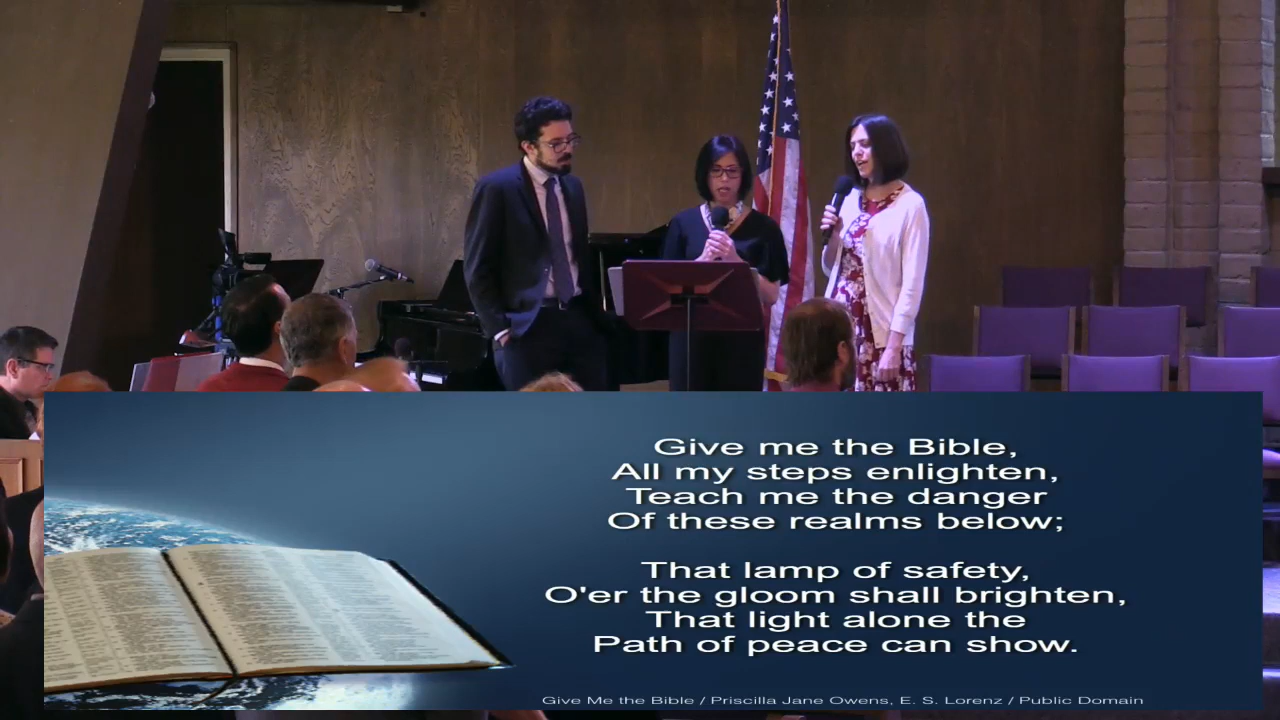 Give me the Bible,
All my steps enlighten,
Teach me the danger
Of these realms below;
That lamp of safety,
O'er the gloom shall brighten,
That light alone the
Path of peace can show.
Give Me the Bible / Priscilla Jane Owens, E. S. Lorenz / Public Domain